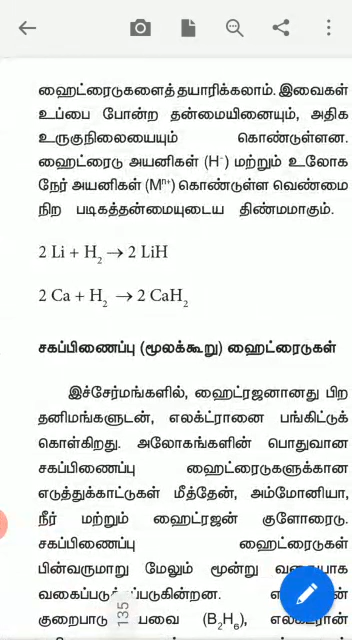 ஹைட்ரைடுகளைத் தயாரிக்கலாம். இவைகள்
உப்பை போன்ற தன்மையினையும், அதிக
உருகுநிலையையும் கொண்டுள்ளன.
ஹைட்ரைடு அயனிகள் (H⁻) மற்றும் உலோக
நேர் அயனிகள் (Mⁿ⁺) கொண்டுள்ள வெண்மை
நிற படிகத்தன்மையுடைய திண்மமாகும்.
2 Li + H₂ → 2 LiH
2 Ca + H₂ → 2 CaH₂
சகப்பிணைப்பு (மூலக்கூறு) ஹைட்ரைடுகள்
இச்சேர்மங்களில், ஹைட்ரஜனானது பிற
தனிமங்களுடன், எலக்ட்ரானை பங்கிட்டுக்
கொள்கிறது. அலோகங்களின் பொதுவான
சகப்பிணைப்பு ஹைட்ரைடுகளுக்கான
எடுத்துக்காட்டுகள் மீத்தேன், அம்மோனியா,
நீர் மற்றும் ஹைட்ரஜன் குளோரைடு.
சகப்பிணைப்பு ஹைட்ரைடுகள்
பின்வருமாறு மேலும் மூன்று
குறைபாடு (B₂H₆),
135